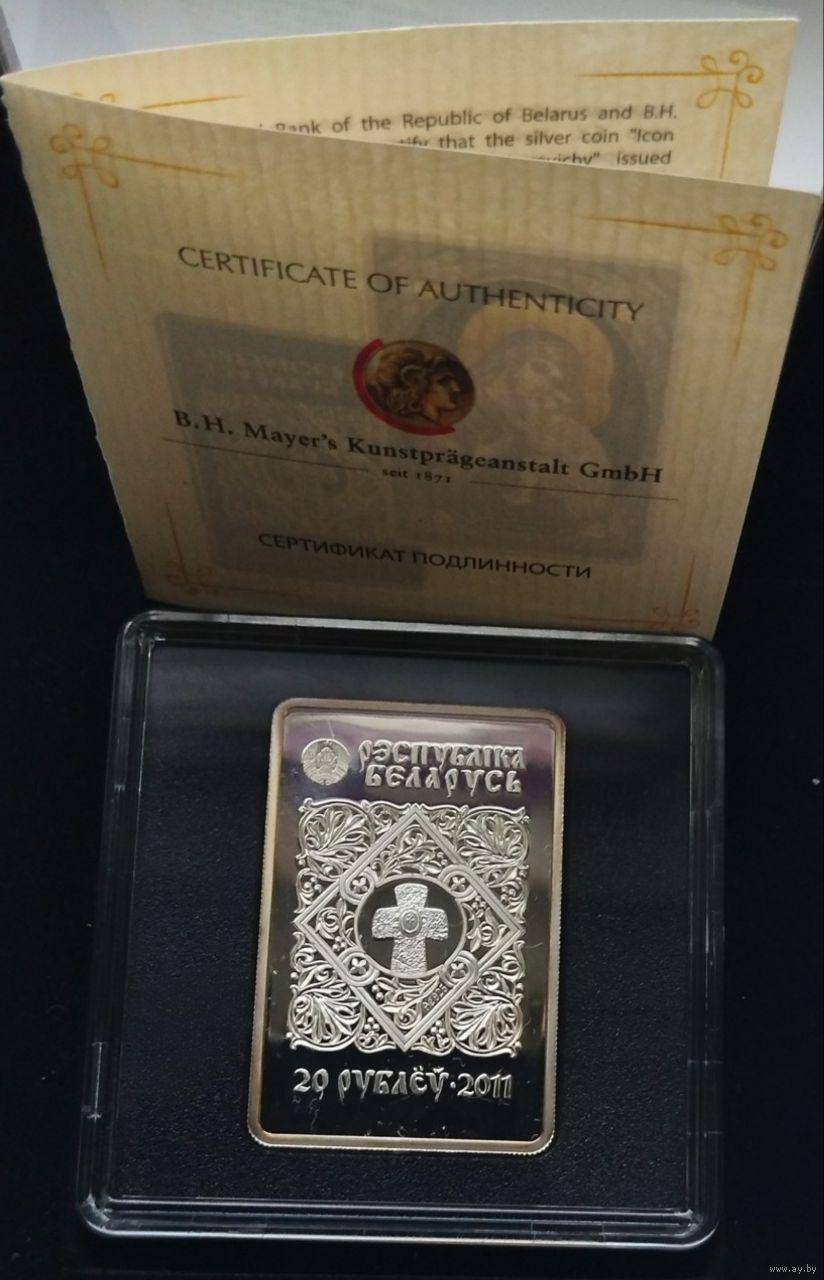 Bank of the Republic of Belarus and B.H.
that the silver coin "Icon
issued
CERTIFICATE OF AUTHENTICITY
B.H. Mayer's Kunstprägeanstalt GmbH
seit 1871
СЕРТИФИКАТ ПОДЛИННОСТИ
РЭСПУБЛІКА
БЕЛАРУСЬ
20 РУБЛЁЎ·2011
www.ay.by